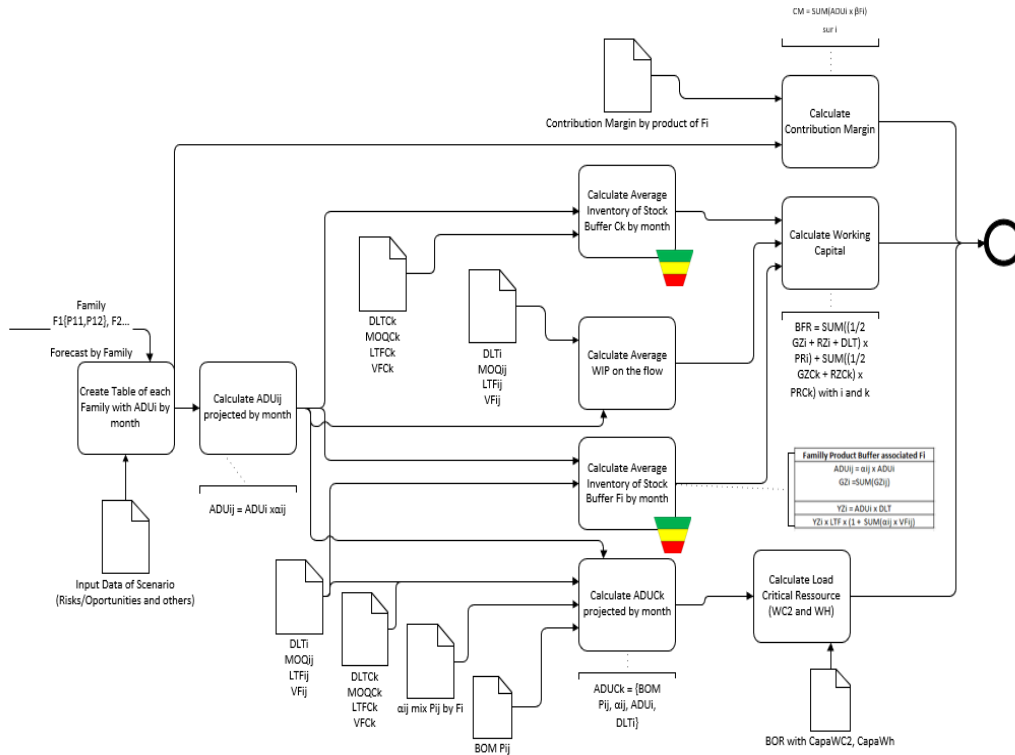 CM = SUM(ADUi x βFi)
sur i
Contribution Margin by product of Fi
Calculate
Contribution Margin
Calculate Average
Inventory of Stock
Buffer Ck by month
Calculate Working
Capital
DLTCk
MOQCk
LTFCk
VFCk
DLTi
MOQij
LTFij
VFij
Calculate Average
WIP on the flow
BFR = SUM((1/2
GZi + RZi + DLT) x
PRi) + SUM((1/2
GZCk + RZCk) x
PRCk) with i and k
Family
F1{P11,P12}, F2...
Forecast by Family
Create Table of each
Family with ADUi by
month
Calculate ADUij
projected by month
ADUij = ADUi xαij
Input Data of Scenario
(Risks/Oportunities and others)
Calculate Average
Inventory of Stock
Buffer Fi by month
Familly Product Buffer associated Fi
ADUij = αij x ADUi
GZi =SUM(GZij)
YZi = ADUi x DLT
YZi x LTF x (1 + SUM(αij x VFij)
Calculate ADUCk
projected by month
Calculate Load
Critical Ressource
(WC2 and WH)
DLTi
MOQij
LTFij
VFij
DLTCk
MOQCk
LTFCk
VFCk
αij mix Pij by Fi
BOM Pij
ADUCk = {BOM
Pij, αij, ADUi,
DLTi}
BOR with CapaWC2, CapaWh